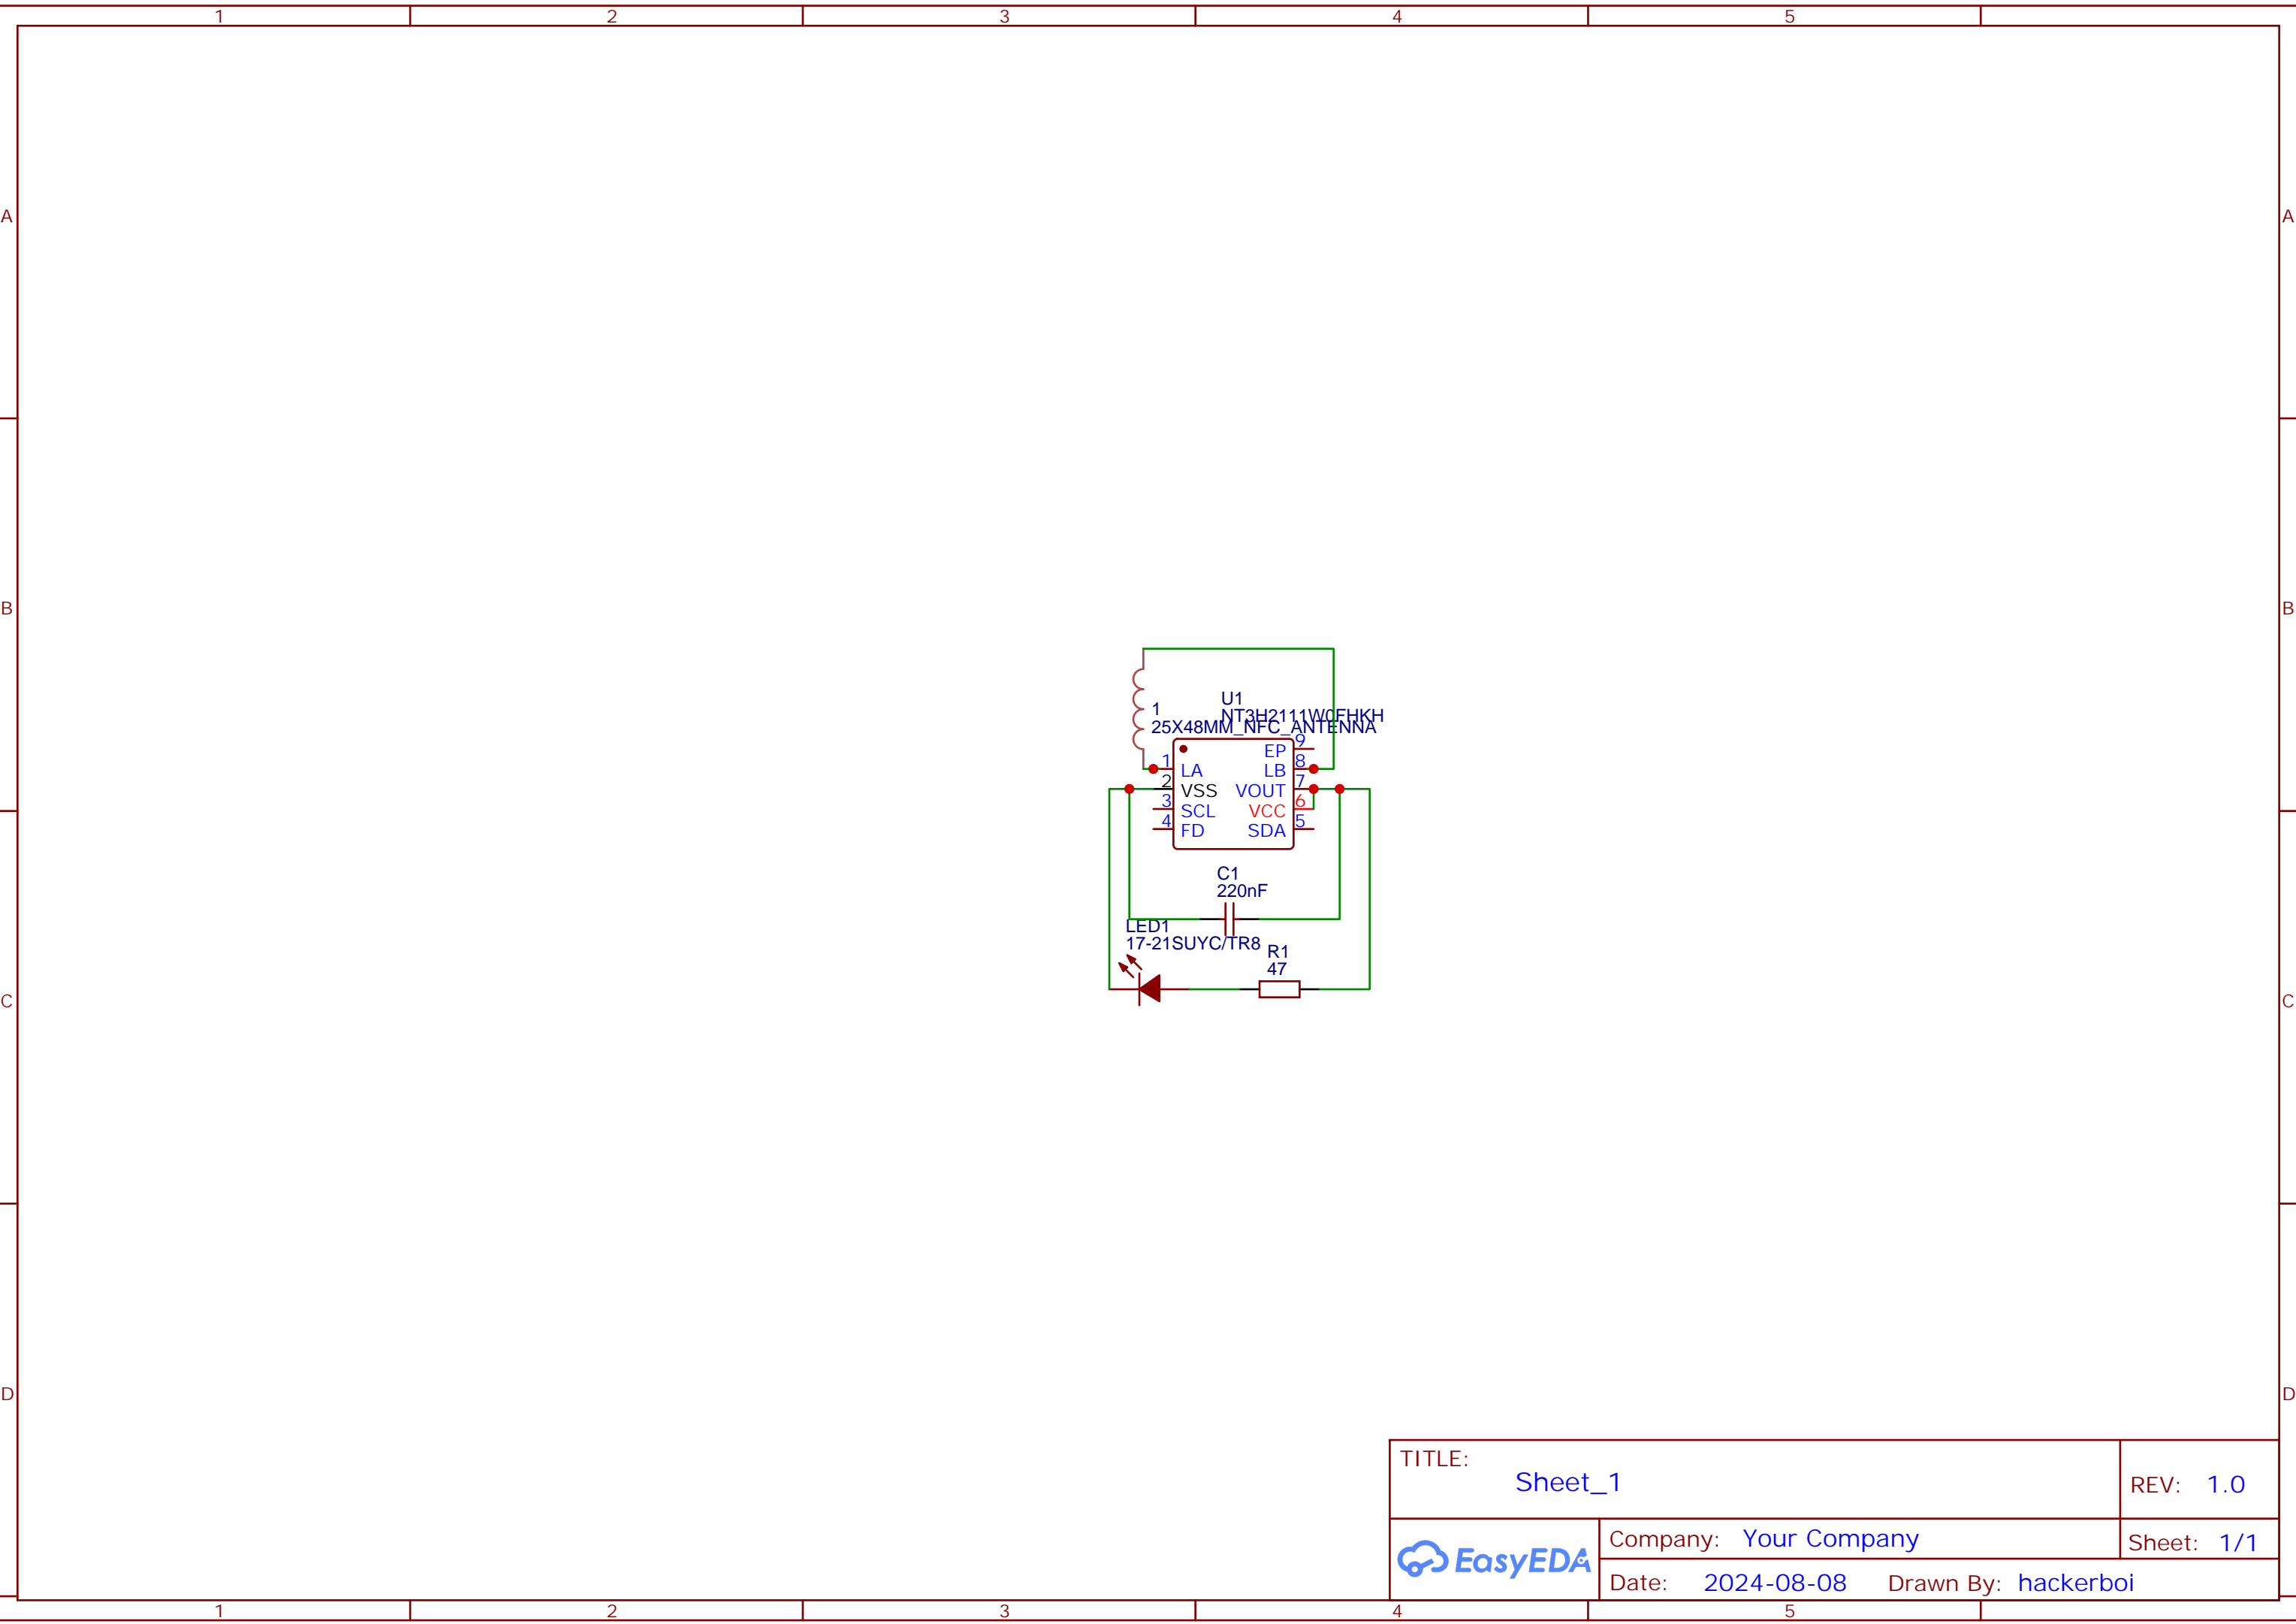 1 2 3 4 5
A A
B B
C C
D D
U1
NT3H2111W0FHKH
1
25X48MM_NFC_ANTENNA
EP 9
1 LA LB 8
2 VSS VOUT 7
3 SCL VCC 6
4 FD SDA 5
C1
220nF
LED1
17-21SUYC/TR8
R1
47
TITLE:
Sheet_1
REV: 1.0
EasyEDA
Company: Your Company
Sheet: 1/1
Date: 2024-08-08 Drawn By: hackerboi
1 2 3 4 5